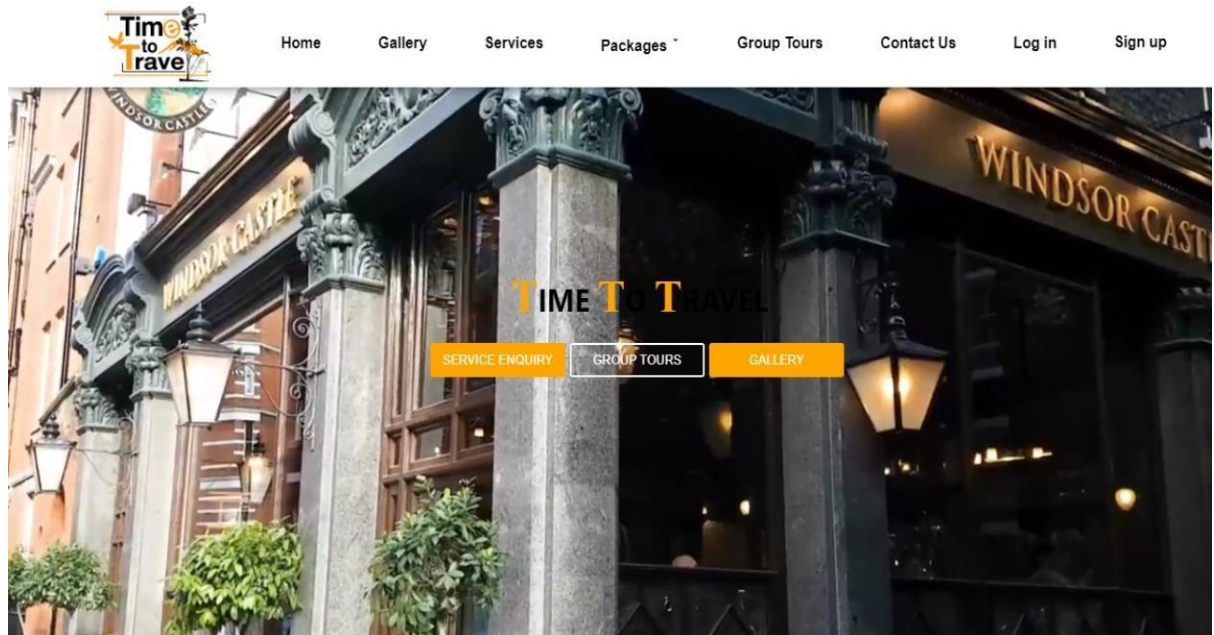 Time
to
Travel
Home Gallery Services Packages ˇ Group Tours Contact Us Log in Sign up
WINDSOR CASTLE
WINDSOR CASTLE
WINDSOR CAST
TIME TO TRAVEL
SERVICE ENQUIRY GROUP TOURS GALLERY